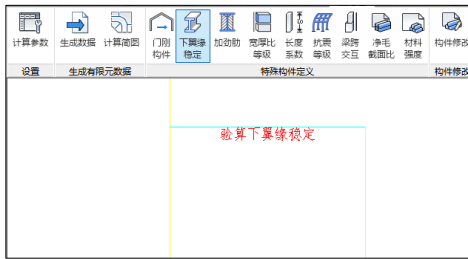 计算参数 生成数据 计算简图 门刚 下翼缘 加劲肋 宽厚比 长度 抗震 梁跨 净毛 材料 构件修改
构件 稳定 等级 系数 等级 交互 截面比 强度
设置 生成有限元数据 特殊构件定义 构件修改
验算下翼缘稳定